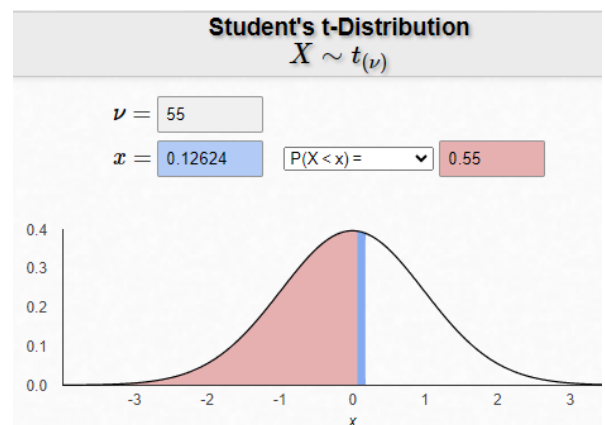 Student's t-Distribution
X ∼ t(ν)
ν = 55
x = 0.12624 P(X < x) = 0.55
0.4
0.3
0.2
0.1
0.0
-3 -2 -1 0 1 2 3
x